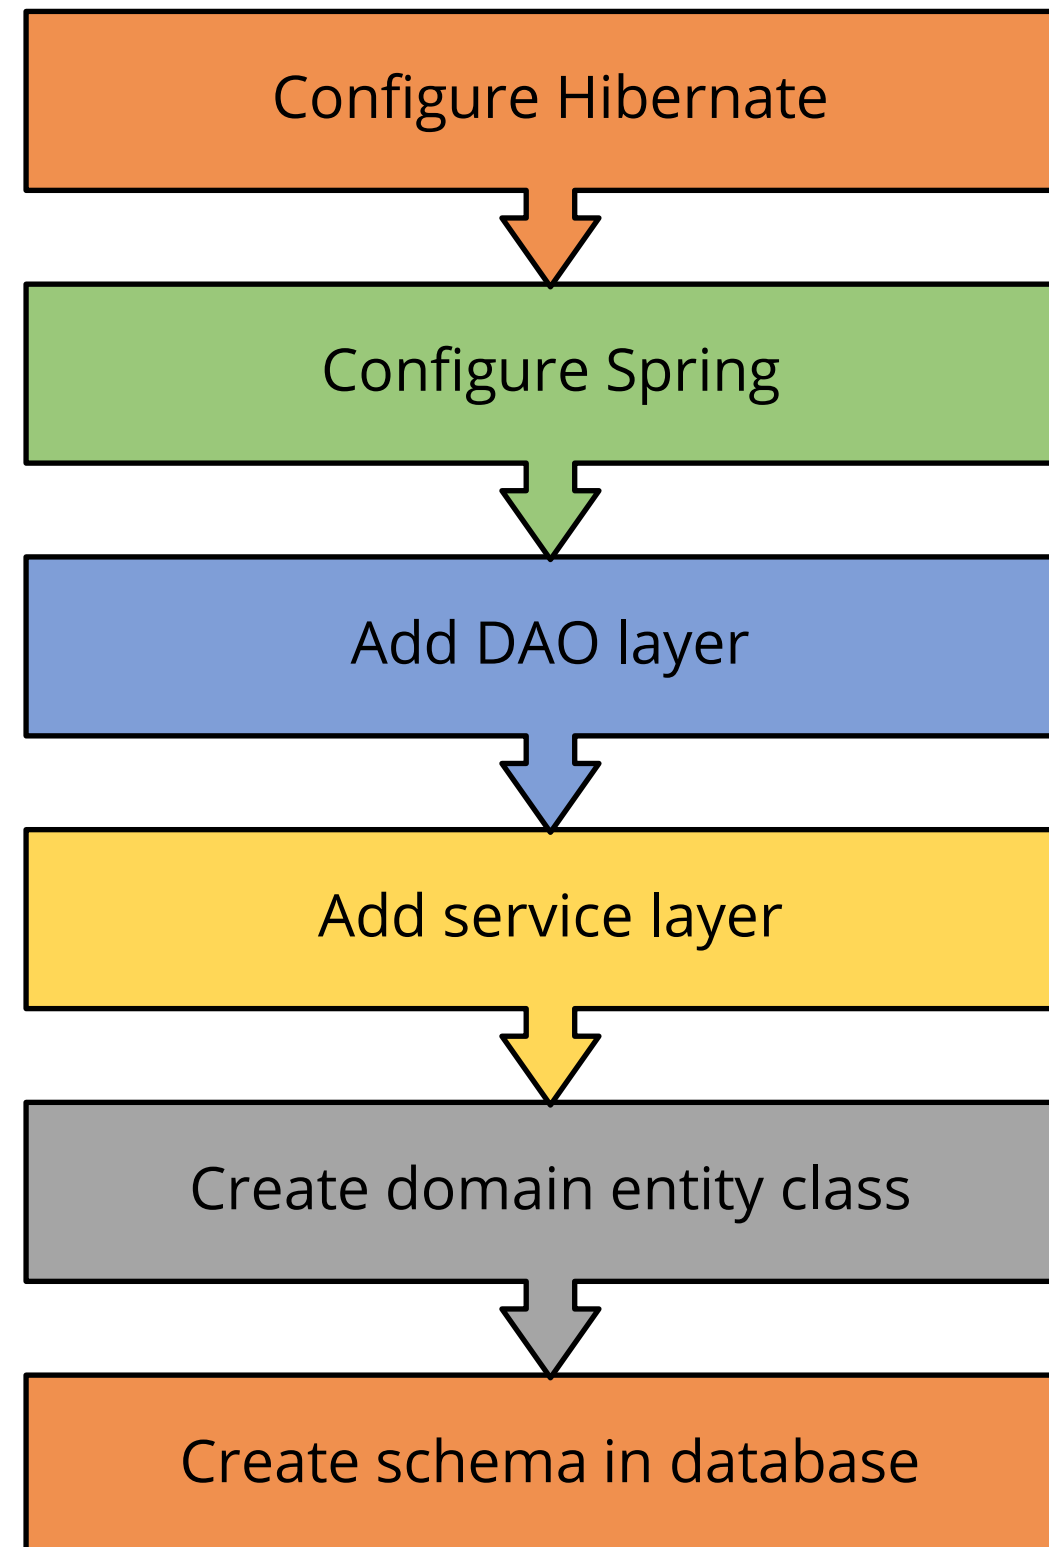 Configure Hibernate
Configure Spring
Add DAO layer
Add service layer
Create domain entity class
Create schema in database